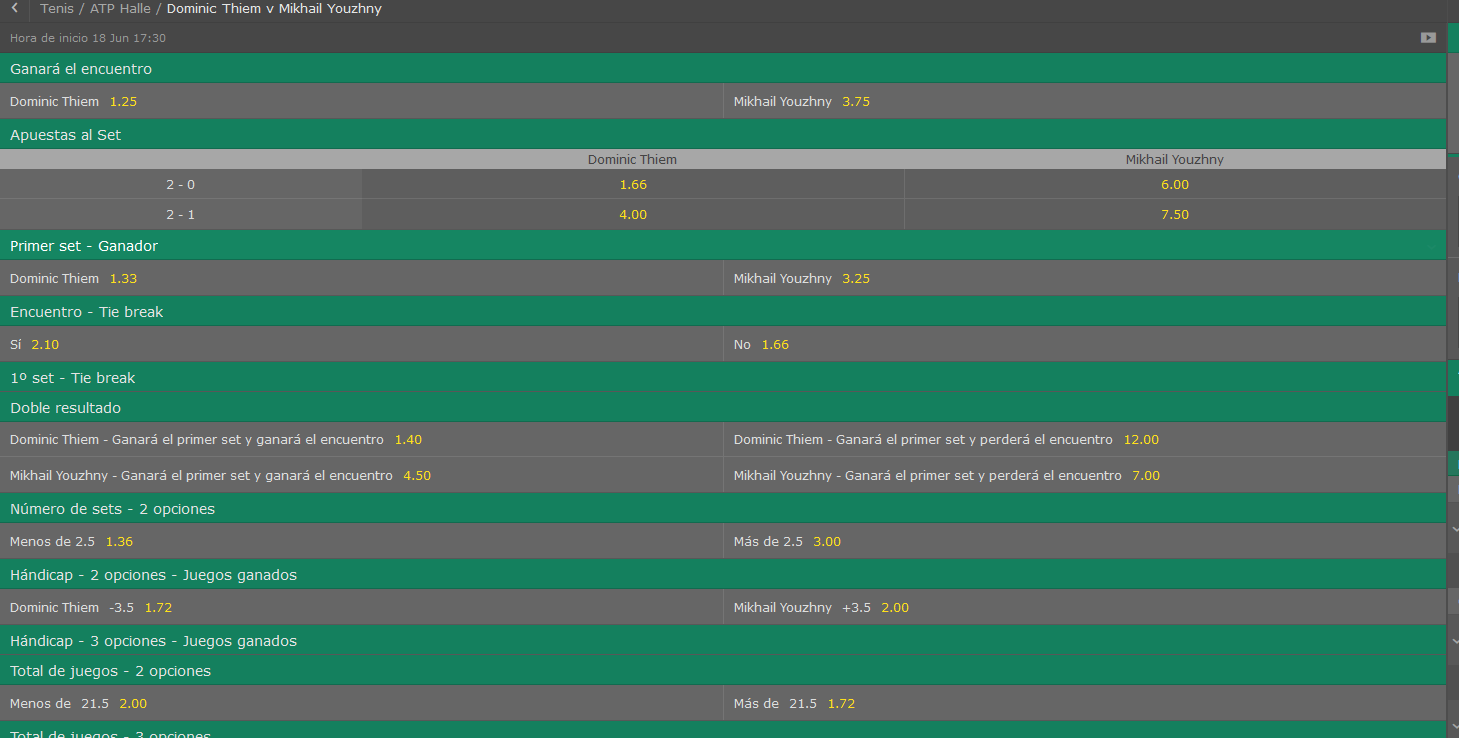 Tenis / ATP Halle / Dominic Thiem v Mikhail Youzhny
Hora de inicio 18 Jun 17:30
Ganará el encuentro
Dominic Thiem 1.25 Mikhail Youzhny 3.75
Apuestas al Set
Dominic Thiem Mikhail Youzhny
2 - 0 1.66 6.00
2 - 1 4.00 7.50
Primer set - Ganador
Dominic Thiem 1.33 Mikhail Youzhny 3.25
Encuentro - Tie break
Sí 2.10 No 1.66
1º set - Tie break
Doble resultado
Dominic Thiem - Ganará el primer set y ganará el encuentro 1.40 Dominic Thiem - Ganará el primer set y perderá el encuentro 12.00
Mikhail Youzhny - Ganará el primer set y ganará el encuentro 4.50 Mikhail Youzhny - Ganará el primer set y perderá el encuentro 7.00
Número de sets - 2 opciones
Menos de 2.5 1.36 Más de 2.5 3.00
Hándicap - 2 opciones - Juegos ganados
Dominic Thiem -3.5 1.72 Mikhail Youzhny +3.5 2.00
Hándicap - 3 opciones - Juegos ganados
Total de juegos - 2 opciones
Menos de 21.5 2.00 Más de 21.5 1.72
Total de juegos - 3 opciones